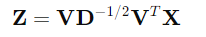 Z = VD^{-1/2}V^T X